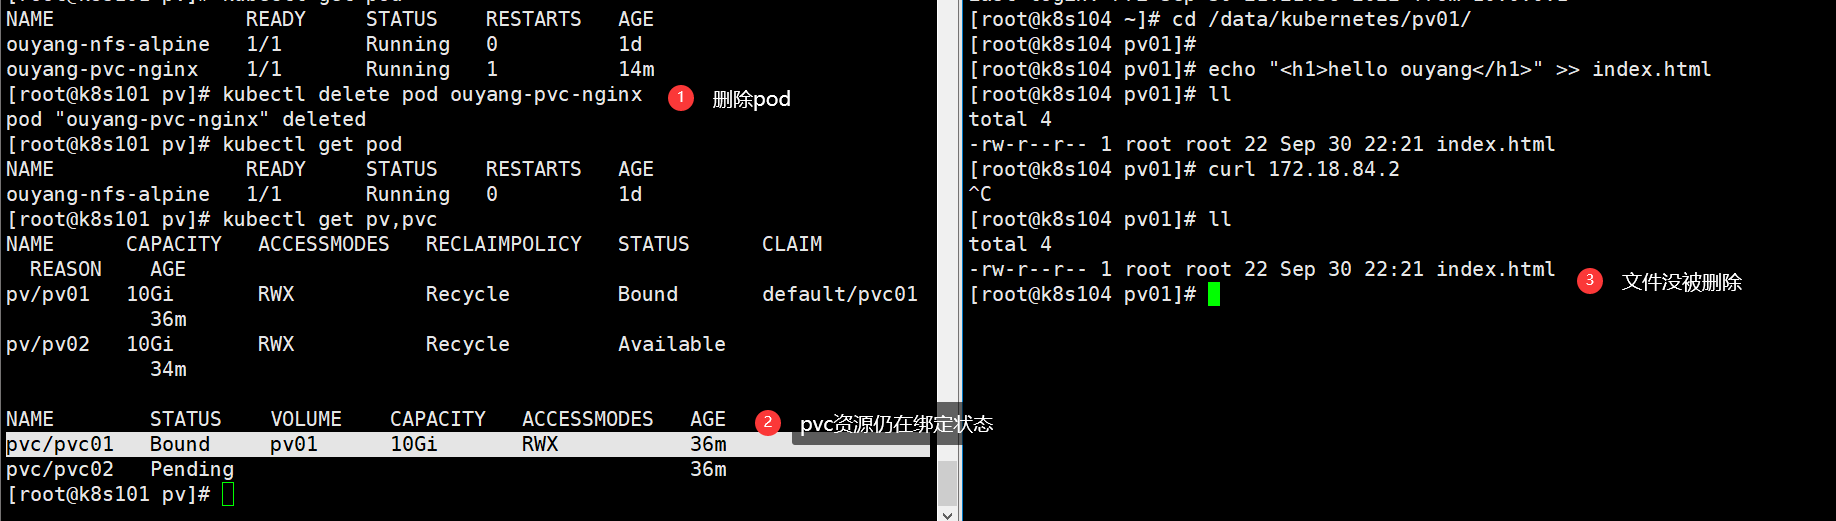 kubectl get pod
NAME READY STATUS RESTARTS AGE
ouyang-nfs-alpine 1/1 Running 0 1d
ouyang-pvc-nginx 1/1 Running 1 14m
[root@k8s101 pv]# kubectl delete pod ouyang-pvc-nginx
1 删除pod
pod "ouyang-pvc-nginx" deleted
[root@k8s101 pv]# kubectl get pod
NAME READY STATUS RESTARTS AGE
ouyang-nfs-alpine 1/1 Running 0 1d
[root@k8s101 pv]# kubectl get pv,pvc
NAME CAPACITY ACCESSMODES RECLAIMPOLICY STATUS CLAIM
REASON AGE
pv/pv01 10Gi RWX Recycle Bound default/pvc01
36m
pv/pv02 10Gi RWX Recycle Available
34m
NAME STATUS VOLUME CAPACITY ACCESSMODES AGE
2 pvc资源仍在绑定状态
pvc/pvc01 Bound pv01 10Gi RWX 36m
pvc/pvc02 Pending 36m
[root@k8s101 pv]#
[root@k8s104 ~]# cd /data/kubernetes/pv01/
[root@k8s104 pv01]#
[root@k8s104 pv01]# echo "<h1>hello ouyang</h1>" >> index.html
[root@k8s104 pv01]# ll
total 4
-rw-r--r-- 1 root root 22 Sep 30 22:21 index.html
[root@k8s104 pv01]# curl 172.18.84.2
^C
[root@k8s104 pv01]# ll
total 4
-rw-r--r-- 1 root root 22 Sep 30 22:21 index.html
3 文件没被删除
[root@k8s104 pv01]#